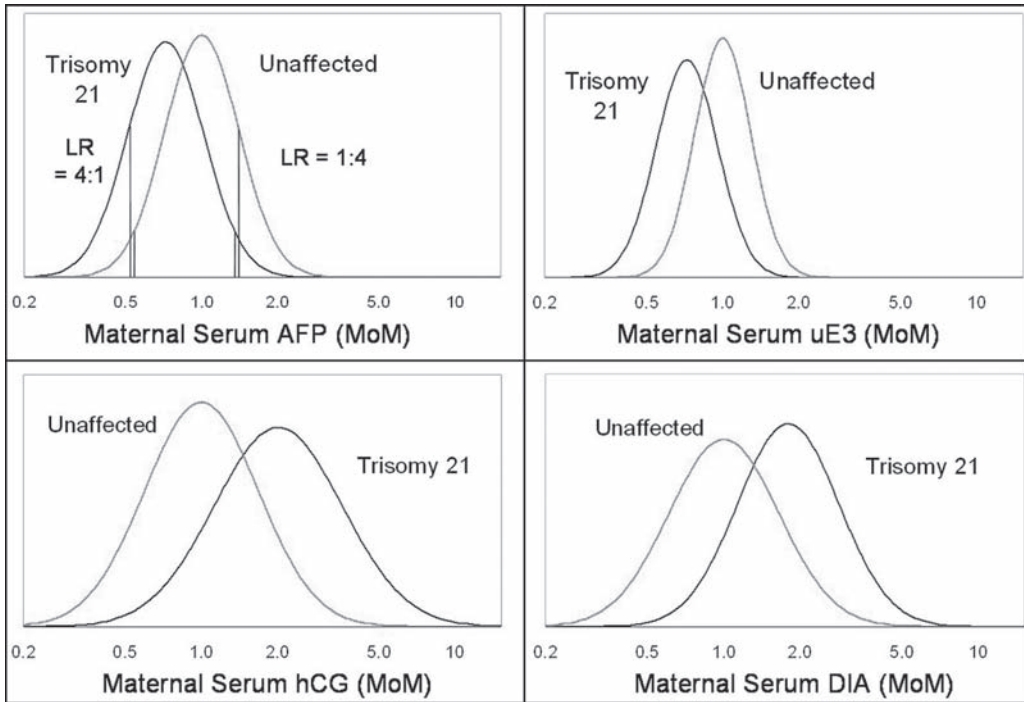 Trisomy
21
Unaffected
LR
= 4:1
LR = 1:4
0.2 0.5 1.0 2.0 5.0 10
Maternal Serum AFP (MoM)
Trisomy
21
Unaffected
0.2 0.5 1.0 2.0 5.0 10
Maternal Serum uE3 (MoM)
Unaffected
Trisomy 21
0.2 0.5 1.0 2.0 5.0 10
Maternal Serum hCG (MoM)
Unaffected
Trisomy 21
0.2 0.5 1.0 2.0 5.0 10
Maternal Serum DIA (MoM)